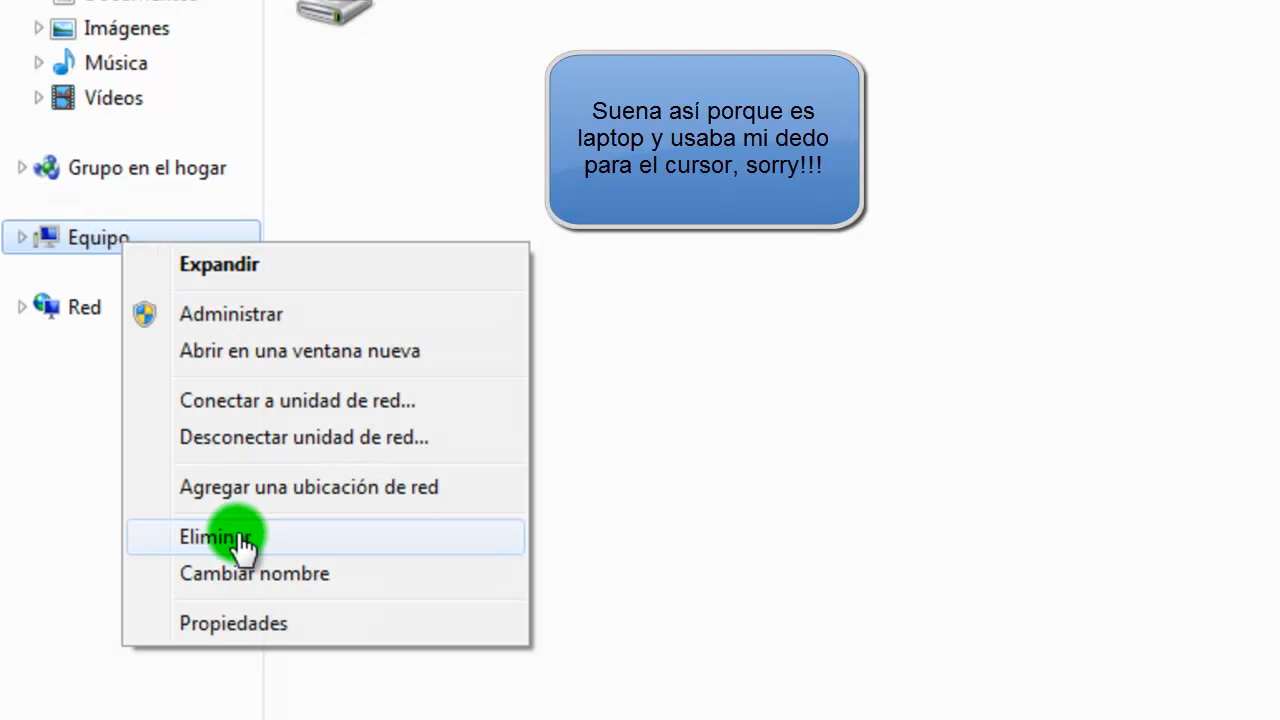 Imágenes
Música
Vídeos
Grupo en el hogar
Equipo
Red
Suena así porque es
laptop y usaba mi dedo
para el cursor, sorry!!!
Expandir
Administrar
Abrir en una ventana nueva
Conectar a unidad de red...
Desconectar unidad de red...
Agregar una ubicación de red
Eliminar
Cambiar nombre
Propiedades